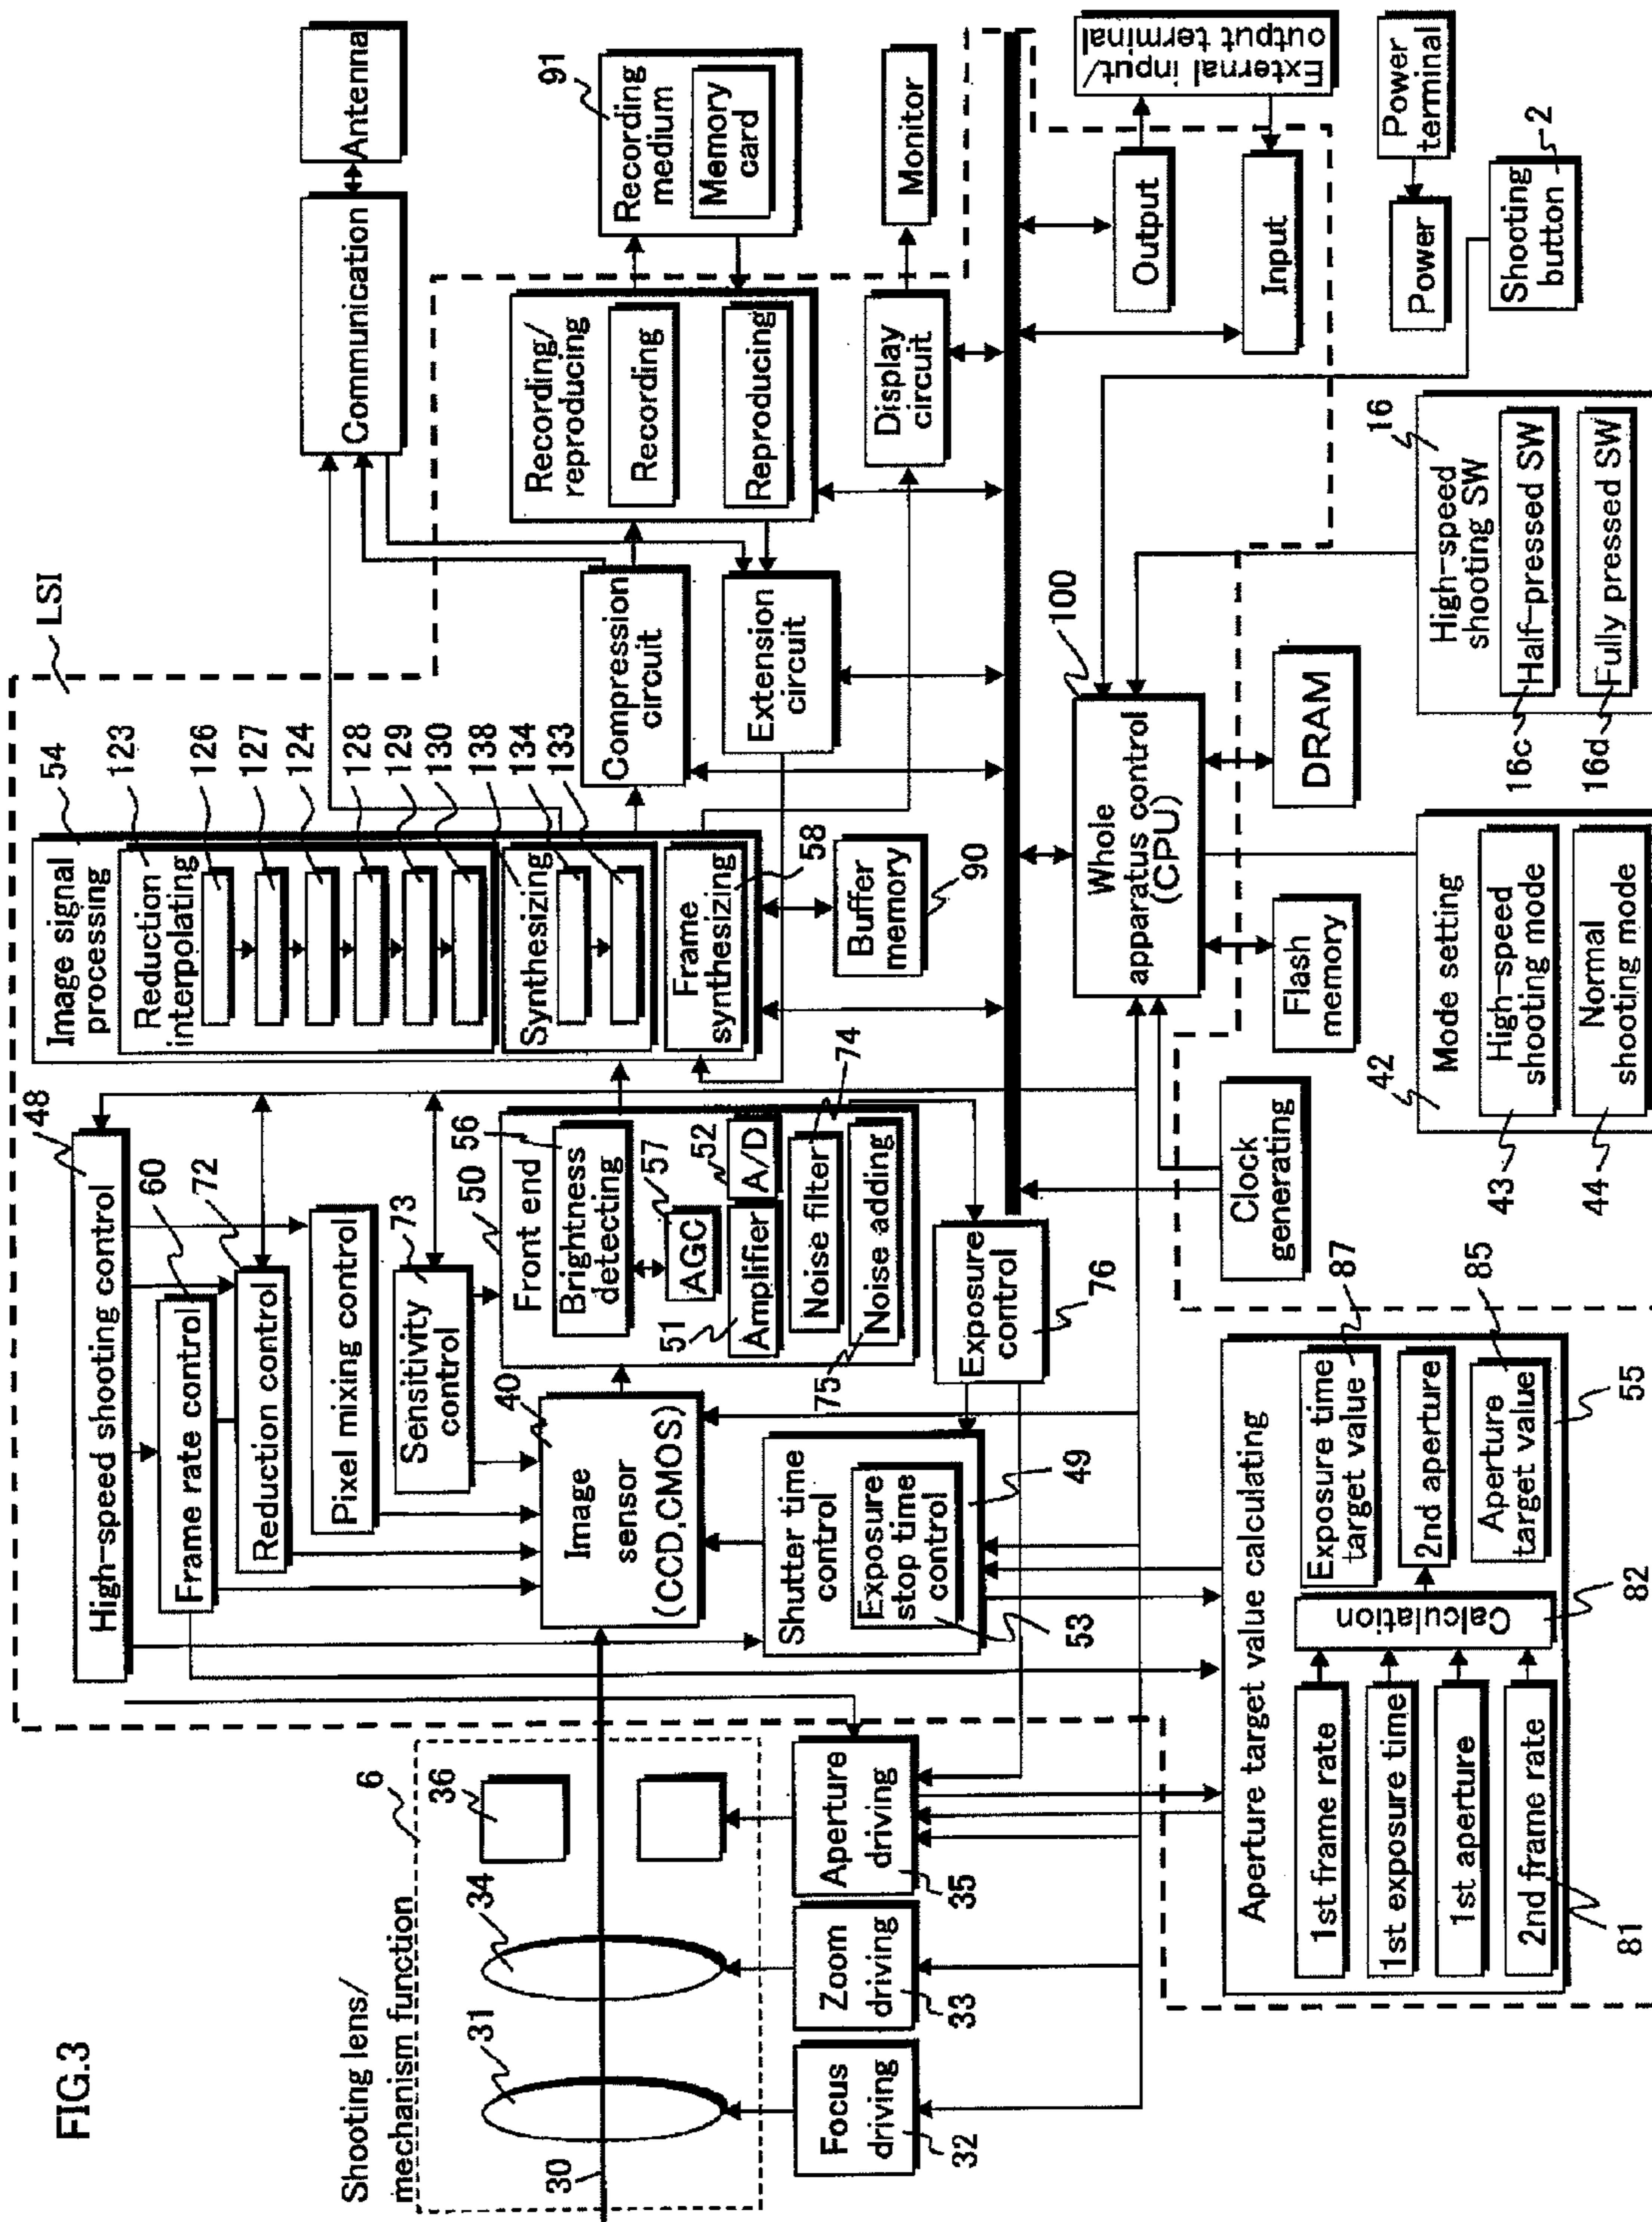 FIG.3
Shooting lens/
mechanism function
6
36
34
31
30
Focus
driving
32
Zoom
driving
33
Aperture
driving
35
LSI
High-speed shooting control
48
Frame rate control
60
Reduction control
72
Pixel mixing control
Sensitivity
control
73
Image
sensor
(CCD,CMOS)
40
Shutter time
control
Exposure
stop time
control
53
49
Front end
50
Brightness
detecting
56
AGC
57
Amplifier
51
A/D
52
Noise filter
74
Noise adding
75
Exposure
control
76
Image signal
processing
54
Reduction
interpolating
123
126
127
124
128
129
130
Synthesizing
138
134
133
Frame
synthesizing
58
Buffer
memory
90
Compression
circuit
Extension
circuit
Communication
Antenna
Recording/
reproducing
Recording
Reproducing
Recording
medium
91
Memory
card
Display
circuit
Monitor
Output
Input
External input/
output terminal
Power
terminal
Power
Shooting
button
2
Whole
apparatus control
(CPU)
100
Flash
memory
DRAM
Clock
generating
Aperture target value calculating
1st frame rate
1st exposure time
1st aperture
2nd frame rate
81
Calculation
82
Exposure time
target value
87
2nd aperture
Aperture
target value
85
55
Mode setting
42
High-speed
shooting mode
43
Normal
shooting mode
44
High-speed
shooting SW
16
Half-pressed SW
16c
Fully pressed SW
16d